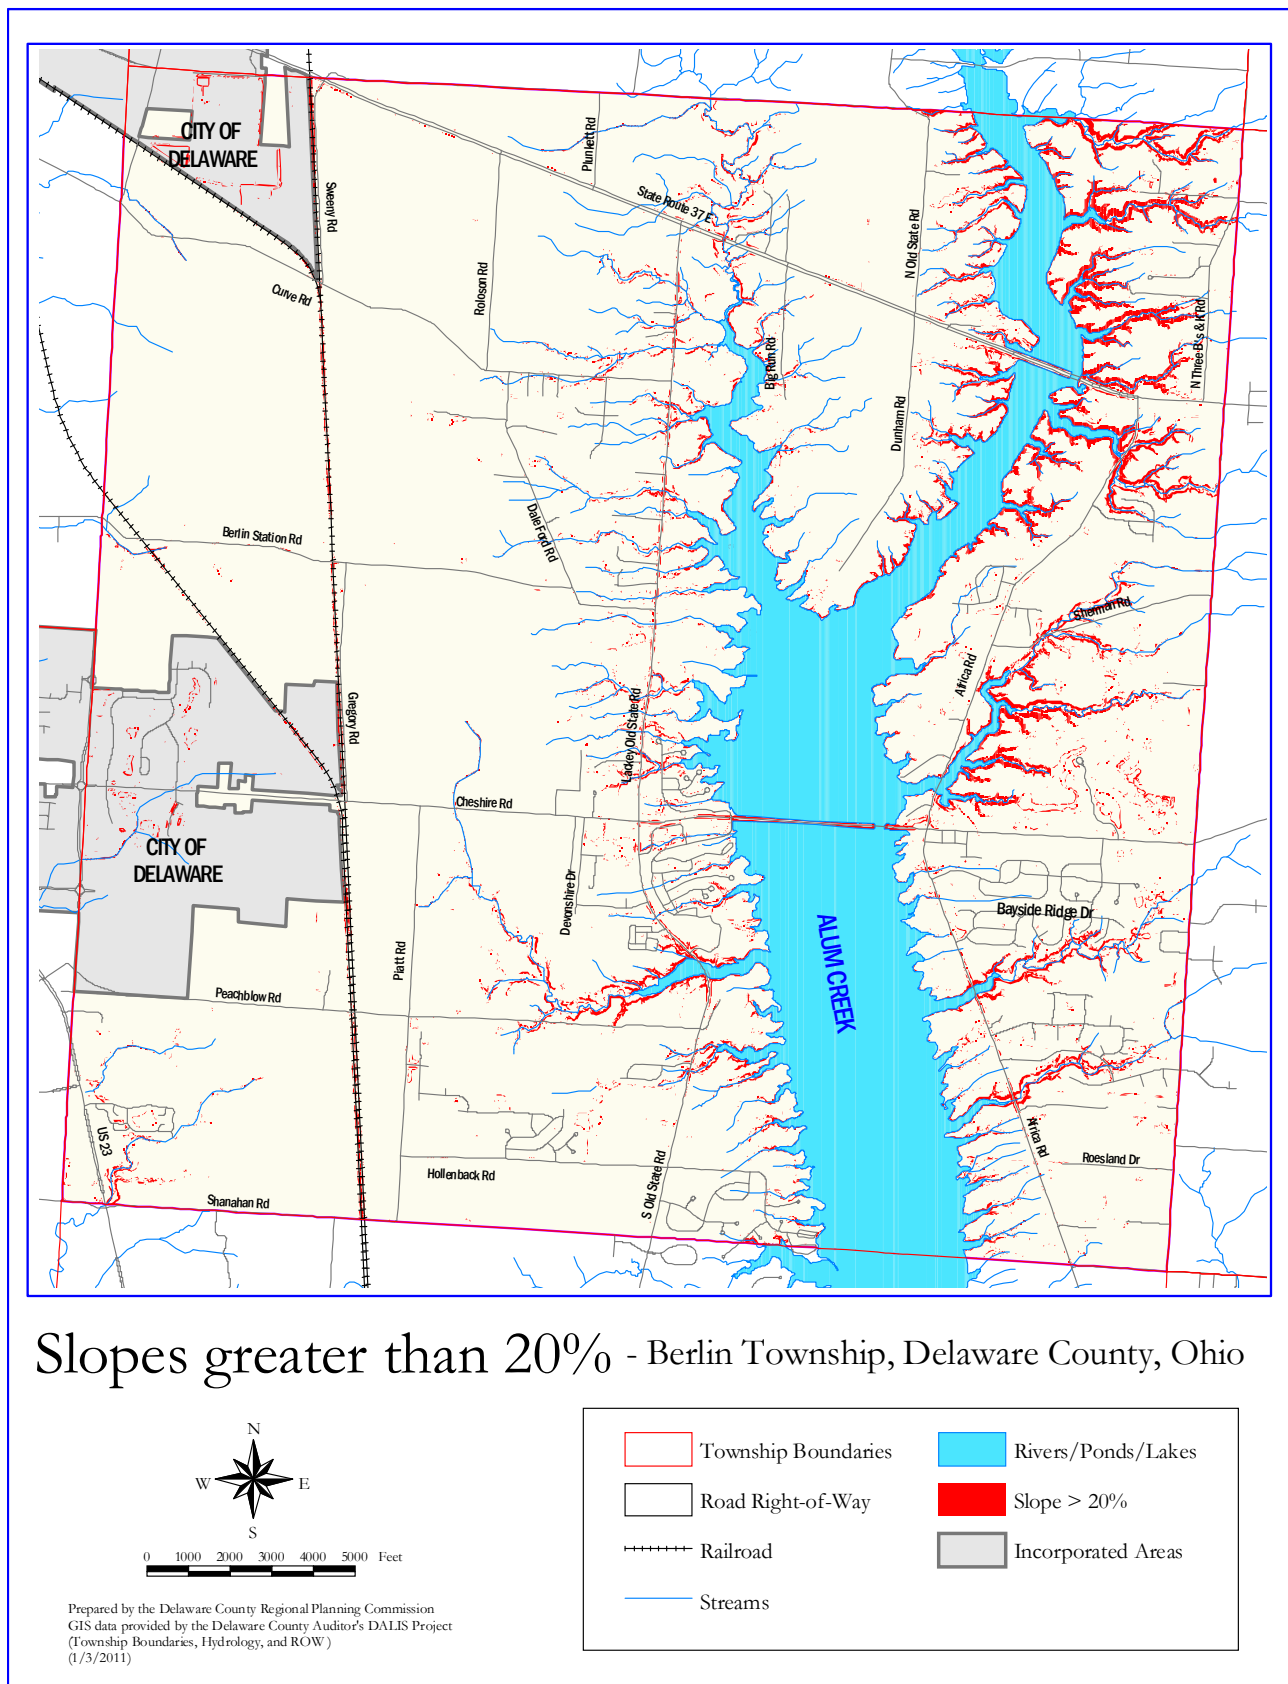 CITY OF
DELAWARE
Sweeny Rd
Curve Rd
Plunlett Rd
State Route 37 E
Roloson Rd
N Old State Rd
Big Run Rd
N Three B's & K Rd
Dunham Rd
Berlin Station Rd
Dale Ford Rd
Sherman Rd
Africa Rd
Gregory Rd
Lackey Old State Rd
Cheshire Rd
CITY OF
DELAWARE
Devonshire Dr
Bayside Ridge Dr
ALUM CREEK
Platt Rd
Peachblow Rd
US 23
Africa Rd
Roesland Dr
Hollenback Rd
S Old State Rd
Shanahan Rd
Slopes greater than 20% - Berlin Township, Delaware County, Ohio
N
W E
S
0 1000 2000 3000 4000 5000 Feet
Prepared by the Delaware County Regional Planning Commission
GIS data provided by the Delaware County Auditor's DALIS Project
(Township Boundaries, Hydrology, and ROW)
(1/3/2011)
Township Boundaries
Road Right-of-Way
Railroad
Streams
Rivers/Ponds/Lakes
Slope > 20%
Incorporated Areas